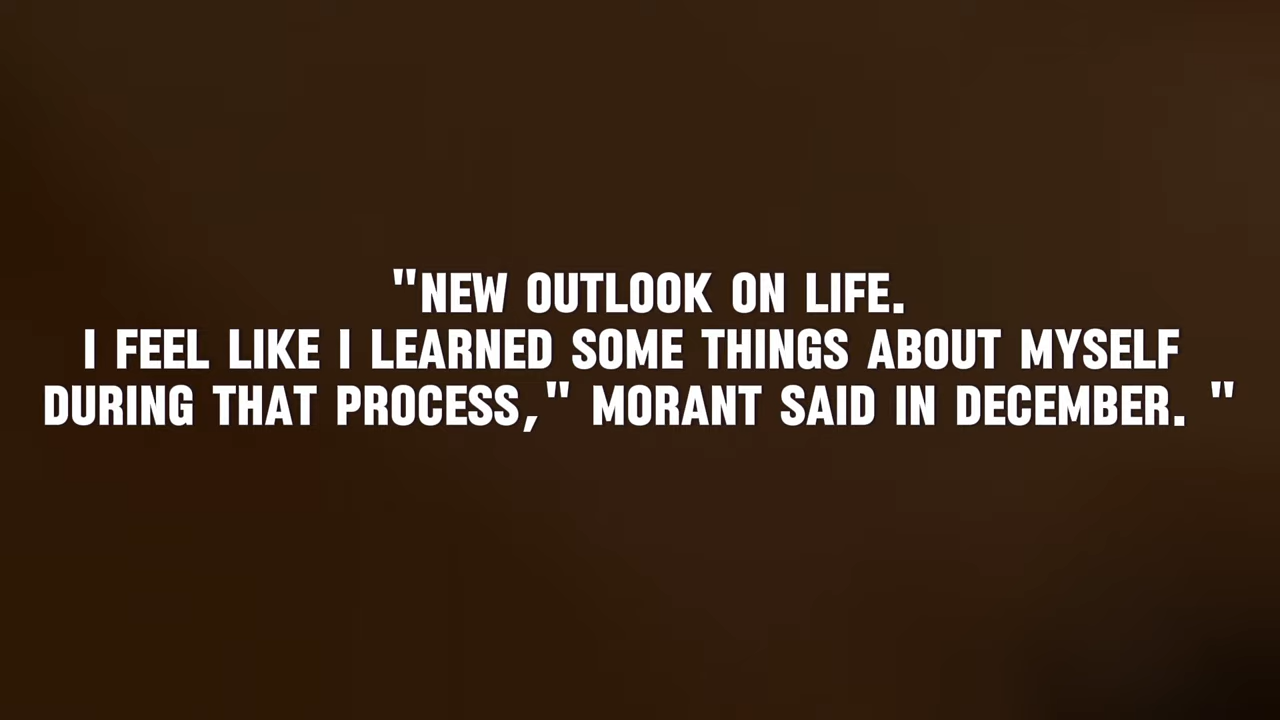 "NEW OUTLOOK ON LIFE.
I FEEL LIKE I LEARNED SOME THINGS ABOUT MYSELF
DURING THAT PROCESS," MORANT SAID IN DECEMBER. "